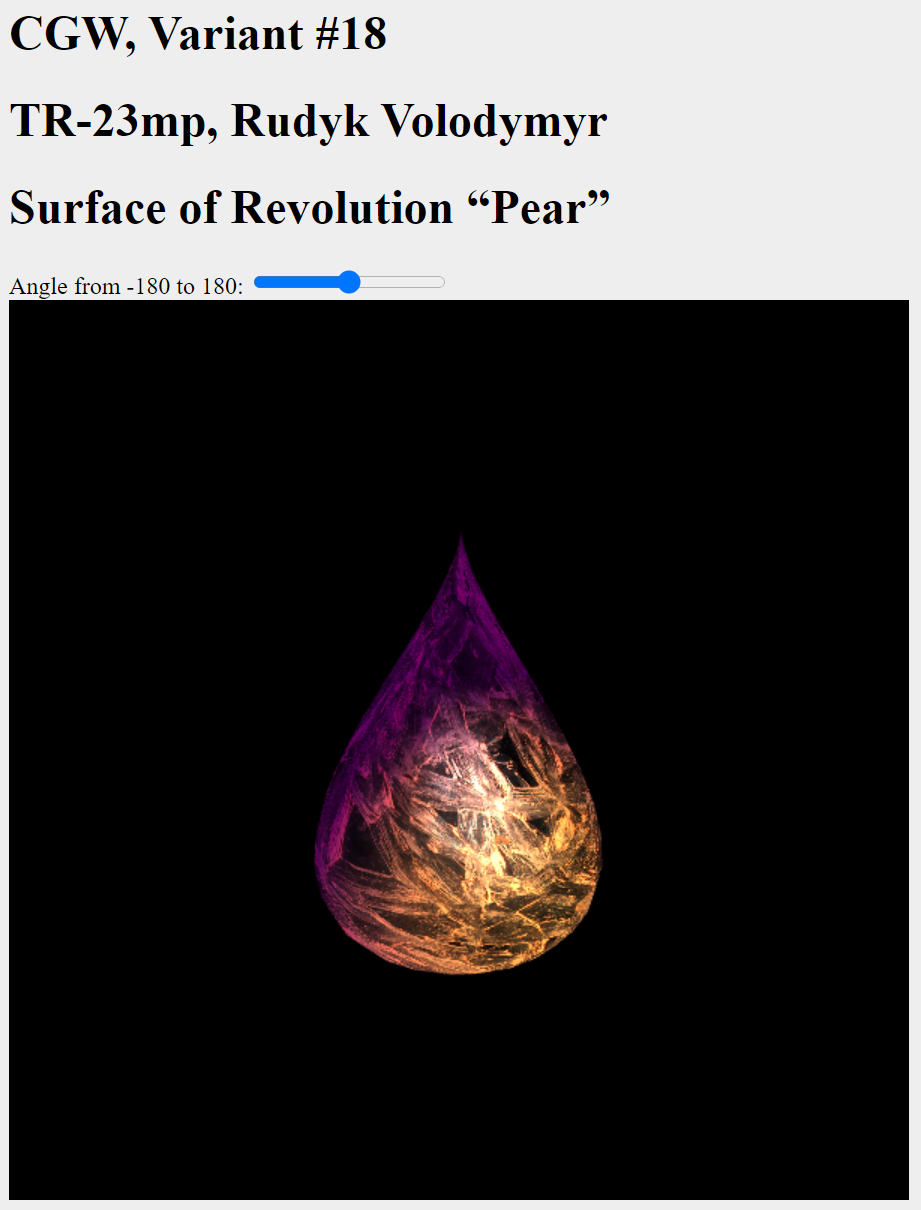 CGW, Variant #18
TR-23mp, Rudyk Volodymyr
Surface of Revolution “Pear”
Angle from -180 to 180: